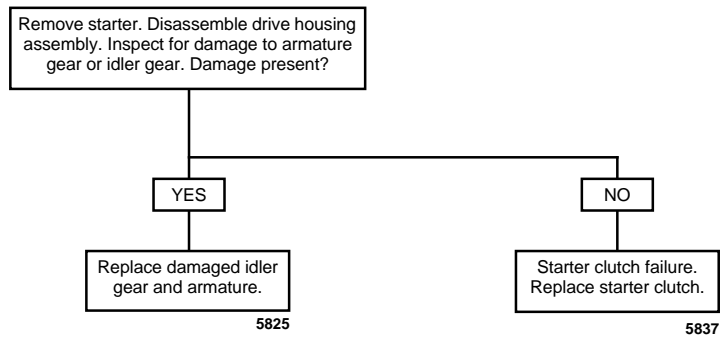 Remove starter. Disassemble drive housing
assembly. Inspect for damage to armature
gear or idler gear. Damage present?
YES
NO
Replace damaged idler
gear and armature.
Starter clutch failure.
Replace starter clutch.
5825
5837